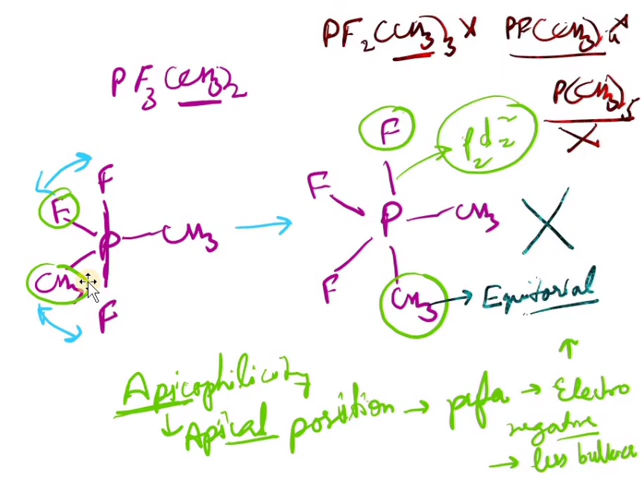 PF2(CH3)3 X PF(CH3)4 X
PF3(CH3)2
P(CH3)5
X
F
F
CH3
P
CH3
F
F
pzdz2
F
P
CH3
F
CH3
X
Equitorial
Apicophilicity
Apical position → prefer → Electro
negative
→ less bulkier